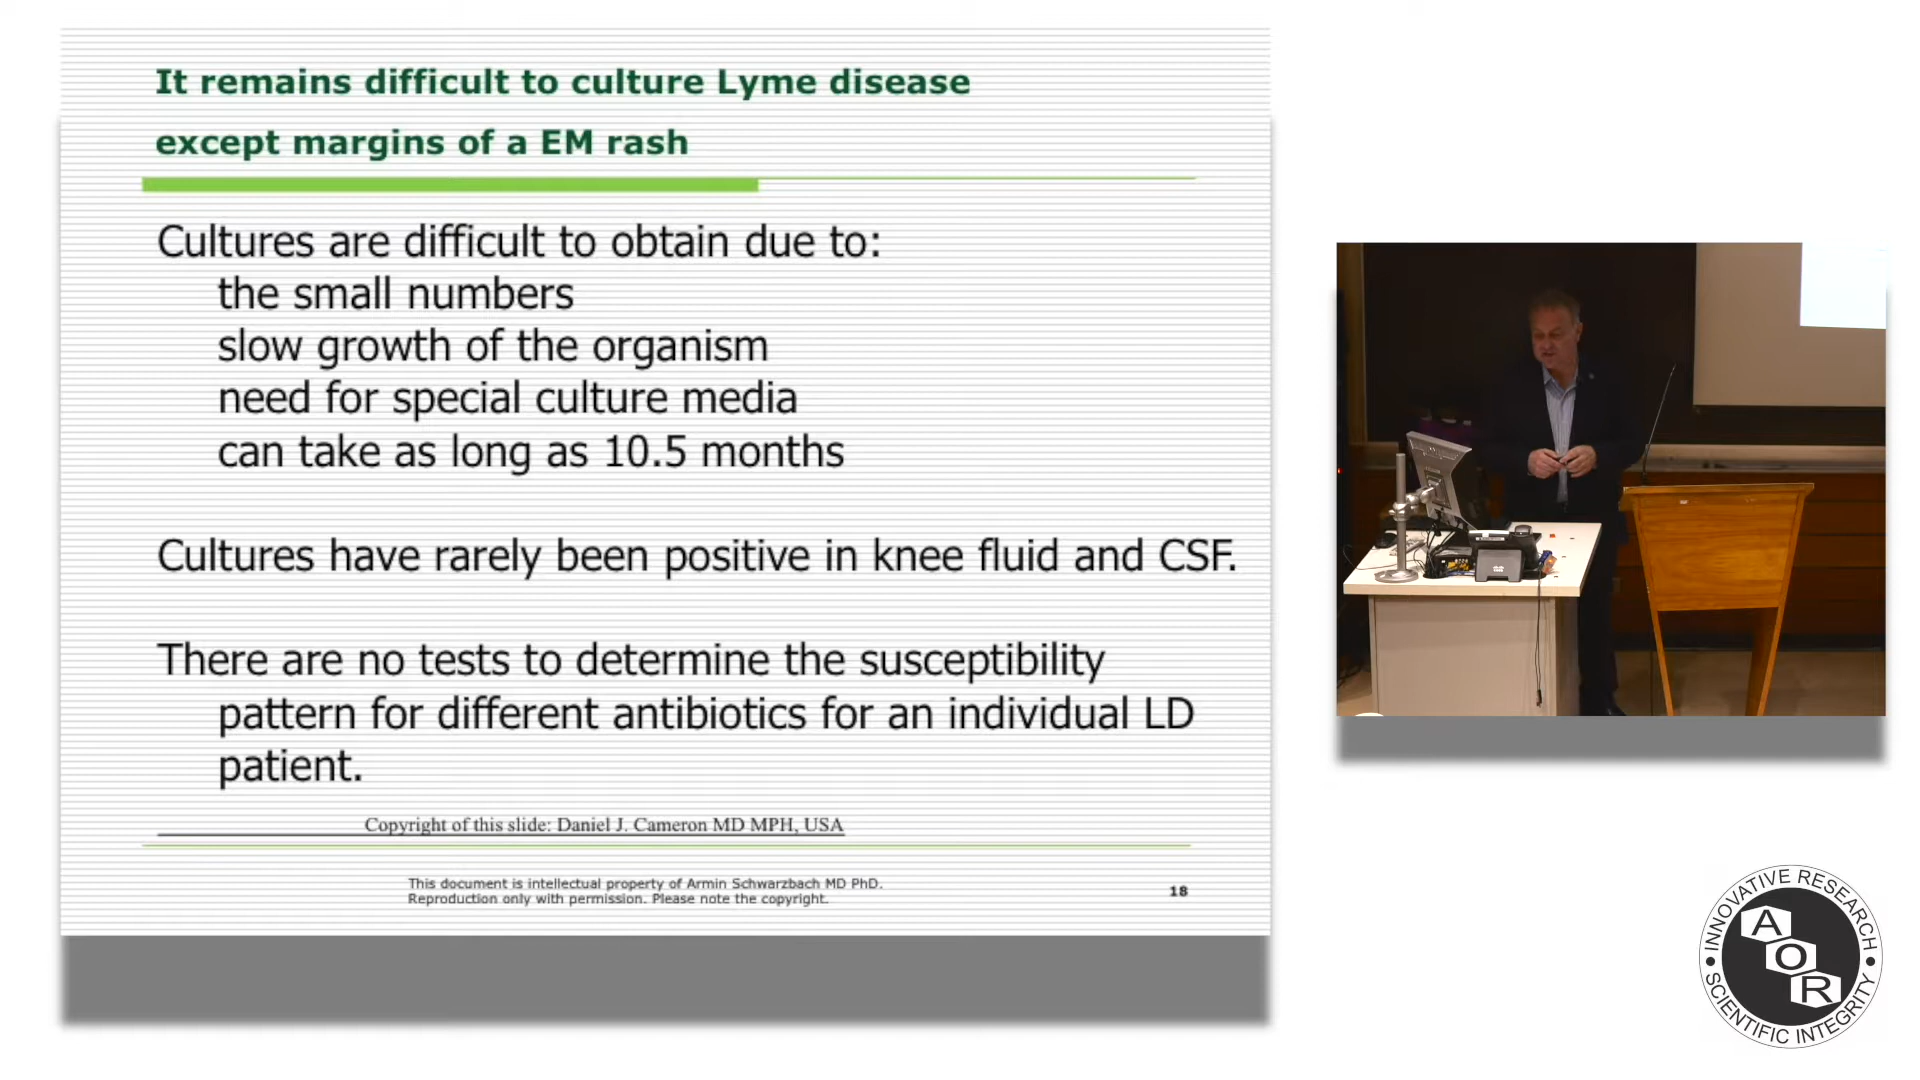 It remains difficult to culture Lyme disease
except margins of a EM rash
Cultures are difficult to obtain due to:
the small numbers
slow growth of the organism
need for special culture media
can take as long as 10.5 months
Cultures have rarely been positive in knee fluid and CSF.
There are no tests to determine the susceptibility
pattern for different antibiotics for an individual LD
patient.
Copyright of this slide: Daniel J. Cameron MD MPH, USA
This document is intellectual property of Armin Schwarzbach MD PhD.
Reproduction only with permission. Please note the copyright.
18
INNOVATIVE RESEARCH
AOR
SCIENTIFIC INTEGRITY